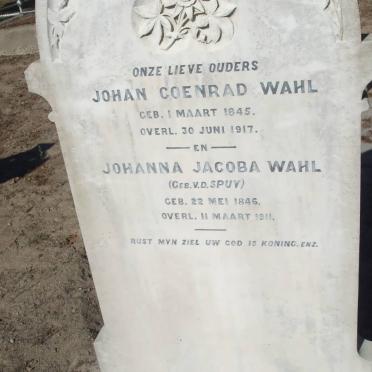 ONZE LIEVE OUDERS
JOHAN COENRAD WAHL
GEB. 1 MAART 1845.
OVERL. 30 JUNI 1917.
EN
JOHANNA JACOBA WAHL
(GEB. V.D. SPUY)
GEB. 22 MEI 1846.
OVERL. 11 MAART 1911.
RUST MYN ZIEL UW GOD IS KONING. ENZ.